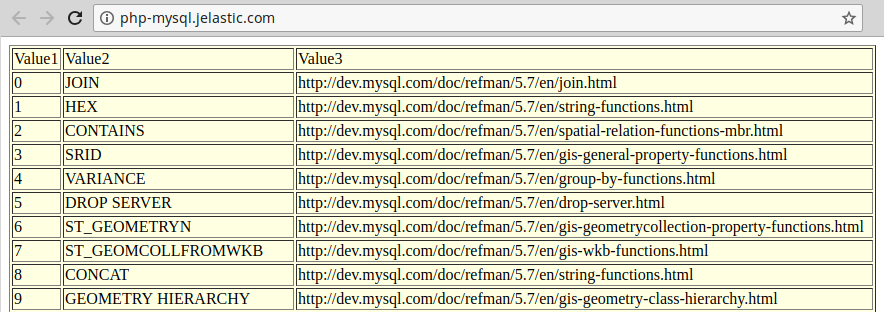 php-mysql.jelastic.com
Value1 Value2 Value3
0 JOIN http://dev.mysql.com/doc/refman/5.7/en/join.html
1 HEX http://dev.mysql.com/doc/refman/5.7/en/string-functions.html
2 CONTAINS http://dev.mysql.com/doc/refman/5.7/en/spatial-relation-functions-mbr.html
3 SRID http://dev.mysql.com/doc/refman/5.7/en/gis-general-property-functions.html
4 VARIANCE http://dev.mysql.com/doc/refman/5.7/en/group-by-functions.html
5 DROP SERVER http://dev.mysql.com/doc/refman/5.7/en/drop-server.html
6 ST_GEOMETRYN http://dev.mysql.com/doc/refman/5.7/en/gis-geometrycollection-property-functions.html
7 ST_GEOMCOLLFROMWKB http://dev.mysql.com/doc/refman/5.7/en/gis-wkb-functions.html
8 CONCAT http://dev.mysql.com/doc/refman/5.7/en/string-functions.html
9 GEOMETRY HIERARCHY http://dev.mysql.com/doc/refman/5.7/en/gis-geometry-class-hierarchy.html